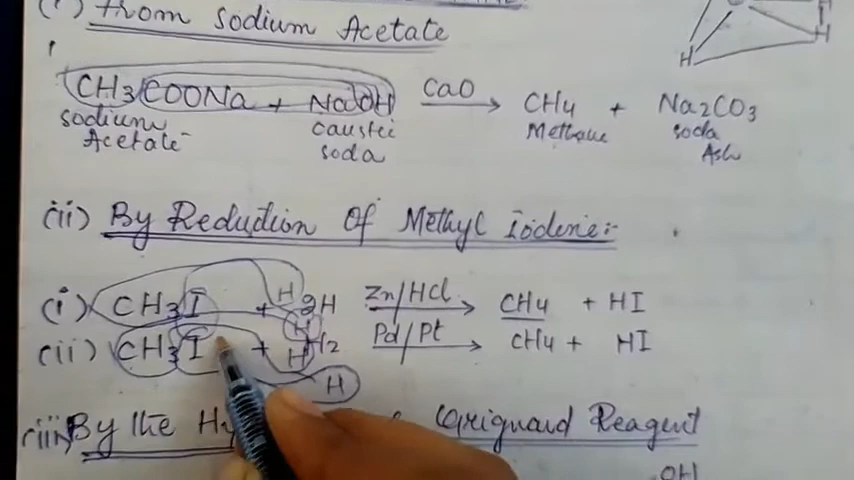 (i) From Sodium Acetate
H
H
CH3COONa + NaOH CaO CH4 + Na2CO3
Sodium Acetate
caustic soda
Methane
soda Ash
(ii) By Reduction Of Methyl Iodene:-
(i) CH3I + H 2H Zn/HCl CH4 + HI
H
(ii) CH3I + H H2 Pd/Pt CH4 + HI
H
(iii) By the Grignard Reagent
OH